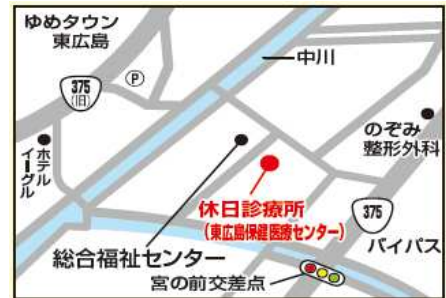 ゆめタウン
東広島
中川
P
375
(旧)
のぞみ
整形外科
ホテル
イーグル
休日診療所
(東広島保健医療センター)
375
バイパス
総合福祉センター
宮の前交差点